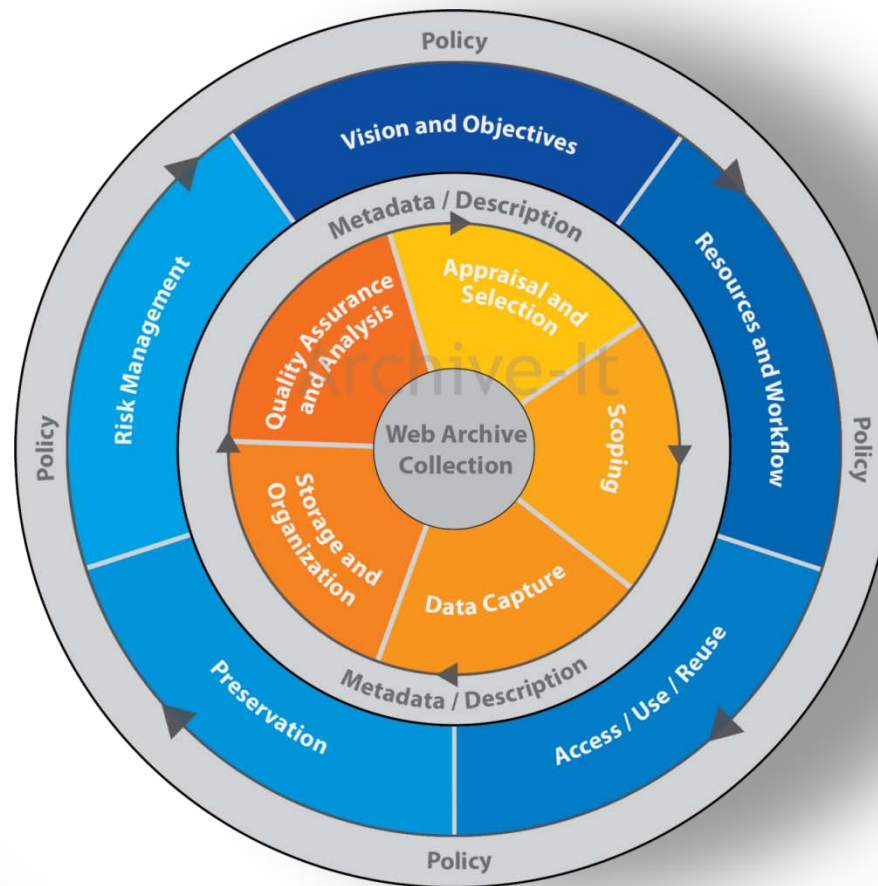 Policy
Vision and Objectives
Metadata / Description
Resources and Workflow
Risk Management
Appraisal and
Selection
Quality Assurance
and Analysis
Archive-It
Scoping
Web Archive
Collection
Policy
Policy
Storage and
Organization
Data Capture
Metadata / Description
Preservation
Access / Use / Reuse
Policy